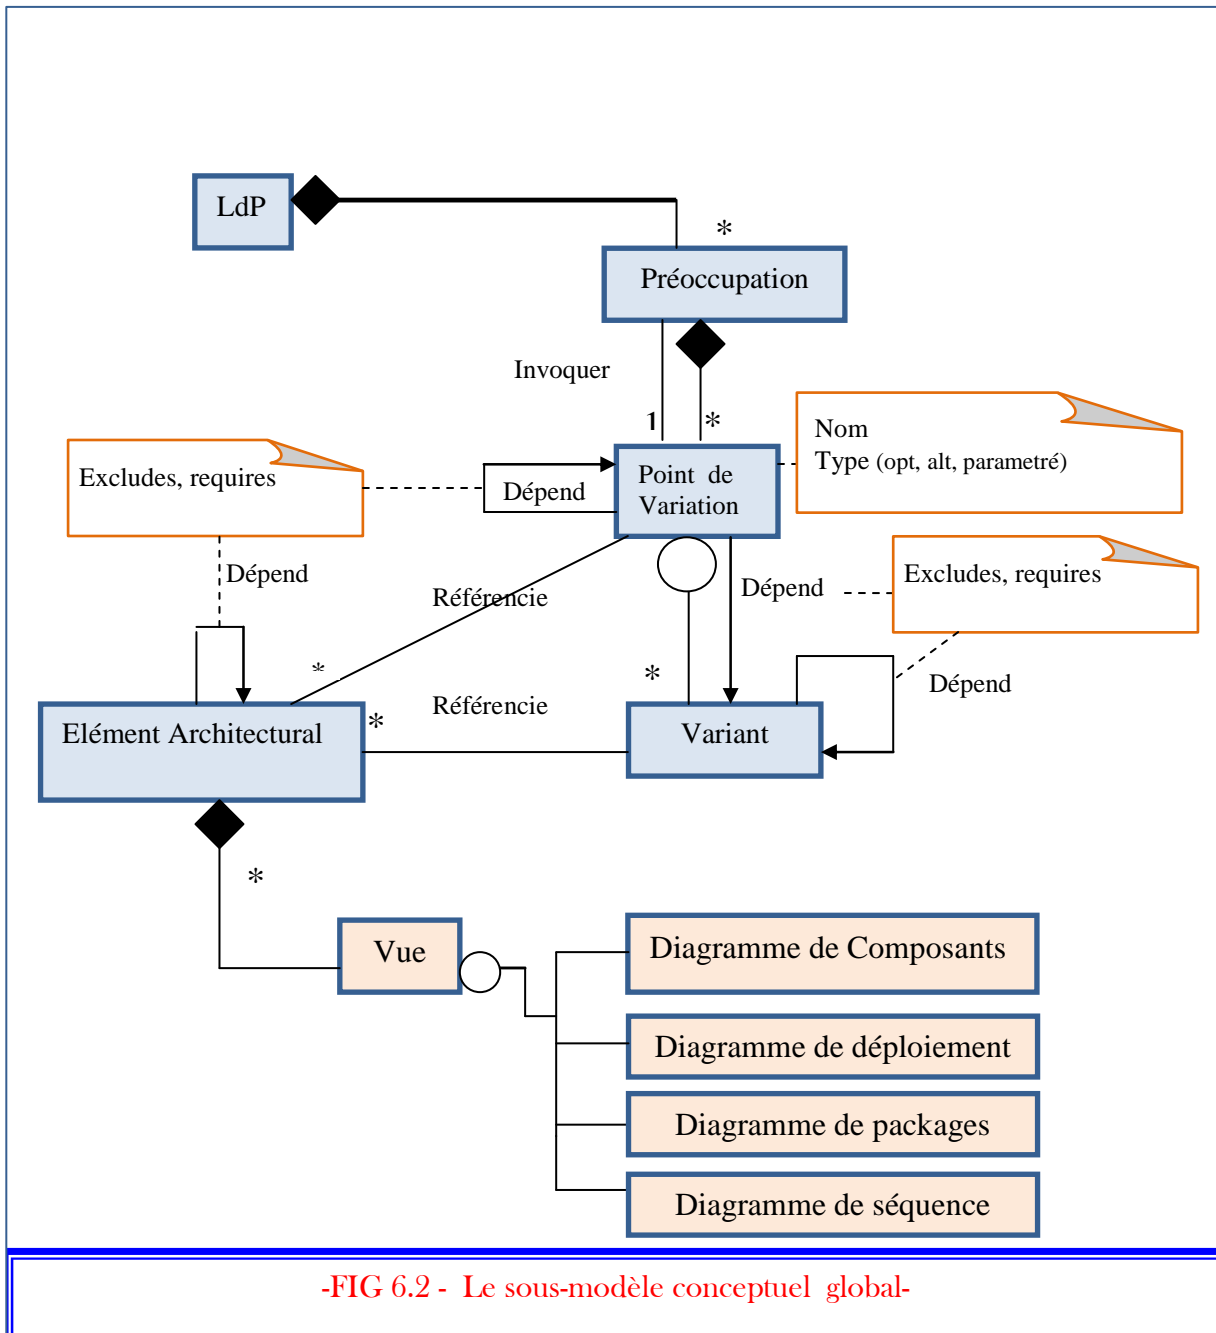 LdP
*
Préoccupation
Invoquer
1
*
Nom
Type (opt, alt, parametré)
Excludes, requires
Dépend
Point de
Variation
Dépend
Excludes, requires
Dépend
Référencie
*
*
Dépend
Elément Architectural
*
Référencie
Variant
*
Vue
Diagramme de Composants
Diagramme de déploiement
Diagramme de packages
Diagramme de séquence
-FIG 6.2 - Le sous-modèle conceptuel global-